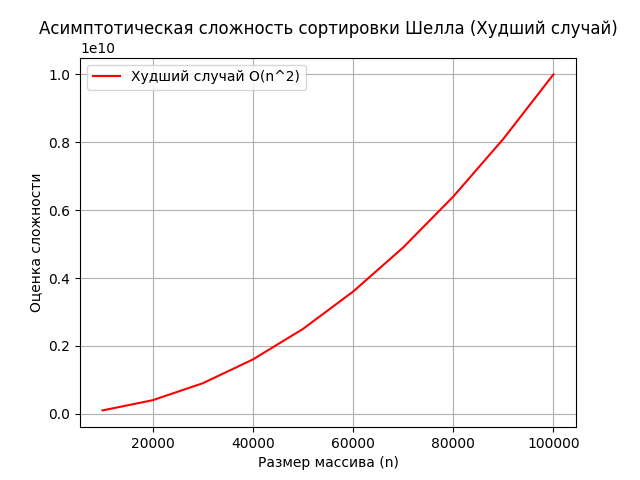 Асимптотическая сложность сортировки Шелла (Худший случай)
1e10
Худший случай O(n^2)
1.0
0.8
0.6
0.4
0.2
0.0
Оценка сложности
20000 40000 60000 80000 100000
Размер массива (n)